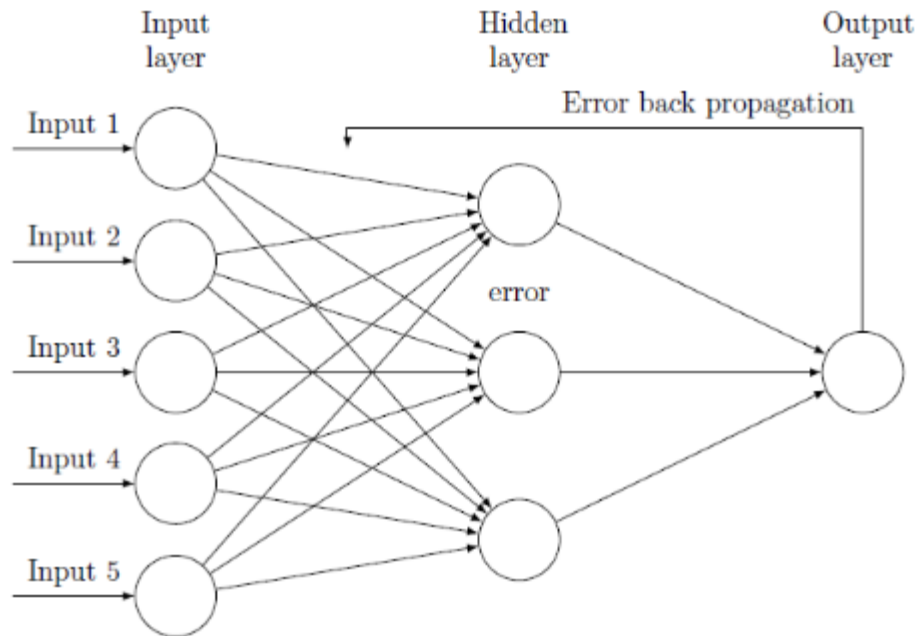 Input
layer
Hidden
layer
Output
layer
Error back propagation
Input 1
Input 2
error
Input 3
Input 4
Input 5